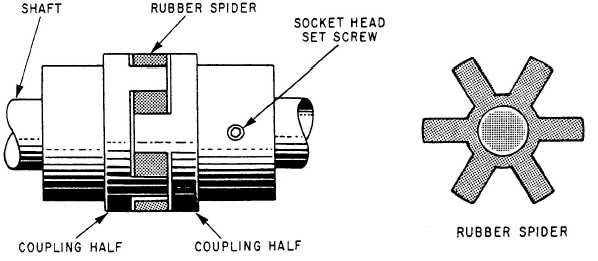 SHAFT
RUBBER SPIDER
SOCKET HEAD
SET SCREW
COUPLING HALF
COUPLING HALF
RUBBER SPIDER